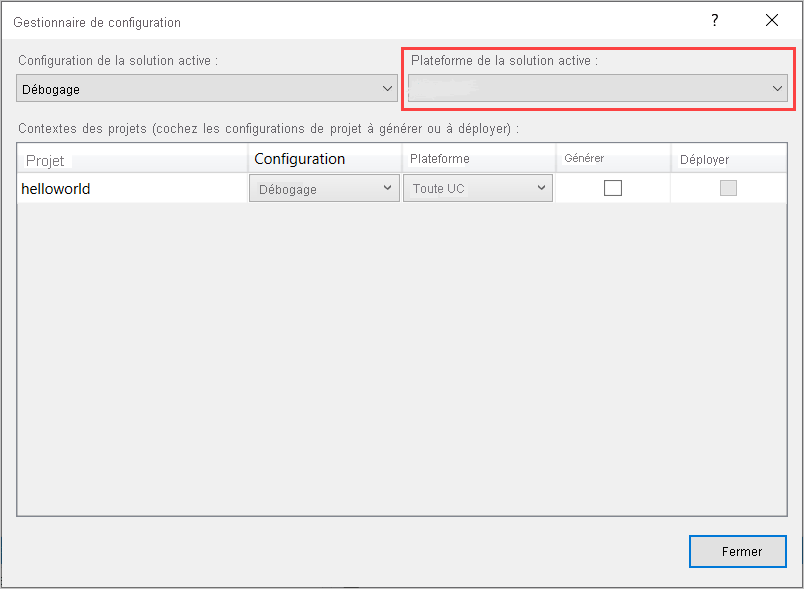 Gestionnaire de configuration ?
Configuration de la solution active : Plateforme de la solution active :
Débogage
Contextes des projets (cochez les configurations de projet à générer ou à déployer) :
Projet Configuration Plateforme Générer Déployer
helloworld Débogage Toute UC
Fermer